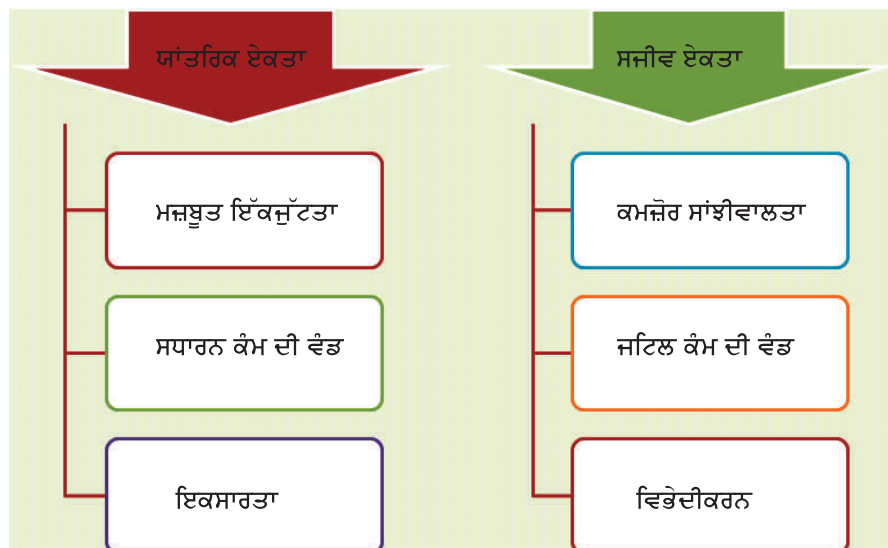 ਯਾਂਤਰਿਕ ਏਕਤਾ
ਮਜ਼ਬੂਤ ਇੱਕਜੁੱਟਤਾ
ਸਧਾਰਨ ਕੰਮ ਦੀ ਵੰਡ
ਇਕਸਾਰਤਾ
ਸਜੀਵ ਏਕਤਾ
ਕਮਜ਼ੋਰ ਸਾਂਝੀਵਾਲਤਾ
ਜਟਿਲ ਕੰਮ ਦੀ ਵੰਡ
ਵਿਭੇਦੀਕਰਨ